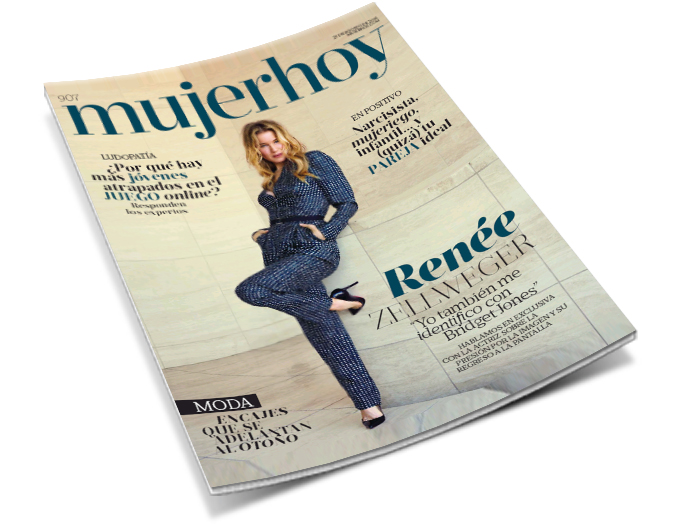 907
mujerhoy
LUDOPATÍA
¿Por qué hay
más jóvenes
atrapados en el
JUEGO online?
Responden
los expertos
EN POSITIVO
Narcisista,
mujeriego,
infantil... y
(quizá) tu
PAREJA ideal
Renée
ZELLWEGER
"Yo también me
identifico con
Bridget Jones"
HABLAMOS EN EXCLUSIVA
CON LA ACTRIZ SOBRE LA
PRESIÓN POR LA IMAGEN Y SU
REGRESO A LA PANTALLA
MODA
ENCAJES
QUE SE
ADELANTAN
AL OTOÑO